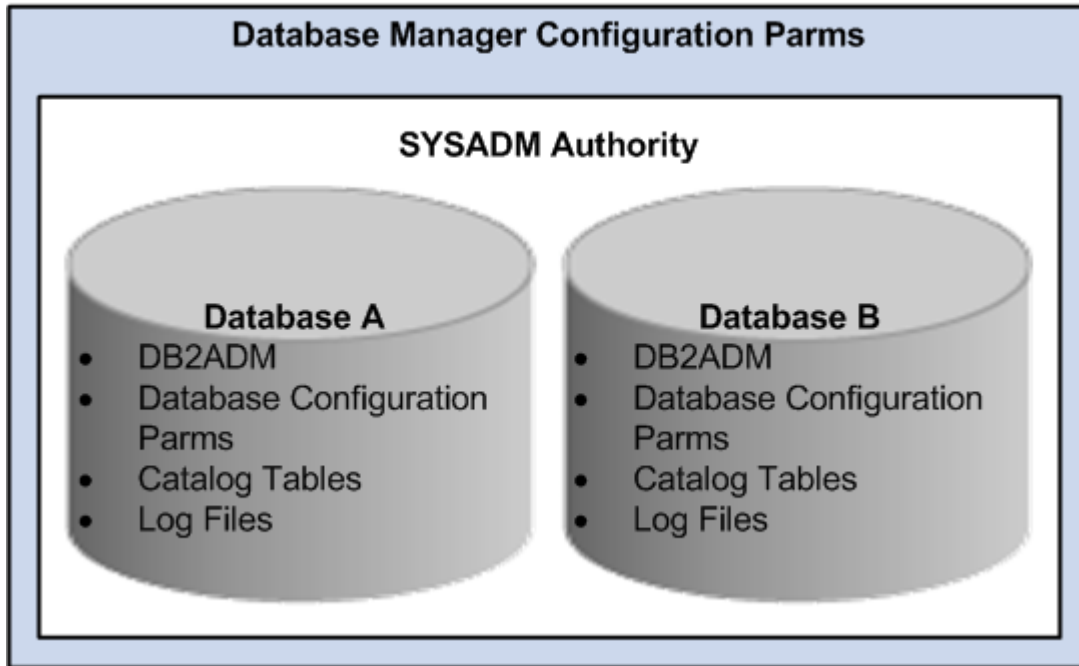 Database Manager Configuration Parms
SYSADM Authority
Database A
• DB2ADM
• Database Configuration
Parms
• Catalog Tables
• Log Files
Database B
• DB2ADM
• Database Configuration
Parms
• Catalog Tables
• Log Files